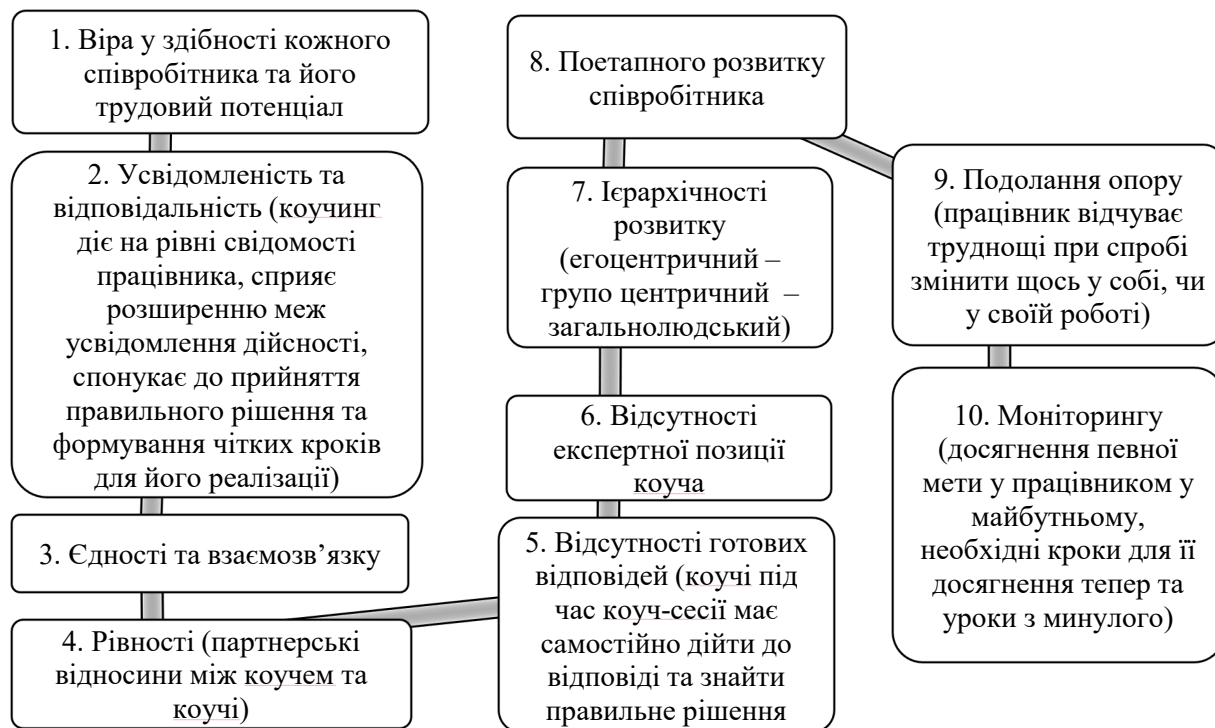 1. Віра у здібності кожного
співробітника та його
трудовий потенціал
2. Усвідомленість та
відповідальність (коучинг
діє на рівні свідомості
працівника, сприяє
розширенню меж
усвідомлення дійсності,
спонукає до прийняття
правильного рішення та
формування чітких кроків
для його реалізації)
3. Єдності та взаємозв’язку
4. Рівності (партнерські
відносини між коучем та
коучі)
5. Відсутності готових
відповідей (коучі під
час коуч-сесії має
самостійно дійти до
відповіді та знайти
правильне рішення
6. Відсутності
експертної позиції
коуча
7. Ієрархічності
розвитку
(егоцентричний –
групо центричний –
загальнолюдський)
8. Поетапного розвитку
співробітника
9. Подолання опору
(працівник відчуває
труднощі при спробі
змінити щось у собі, чи
у своїй роботі)
10. Моніторингу
(досягнення певної
мети у працівником у
майбутньому,
необхідні кроки для її
досягнення тепер та
уроки з минулого)